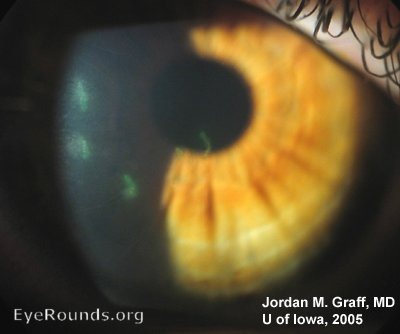 Jordan M. Graff, MD
EyeRounds.org
U of Iowa, 2005